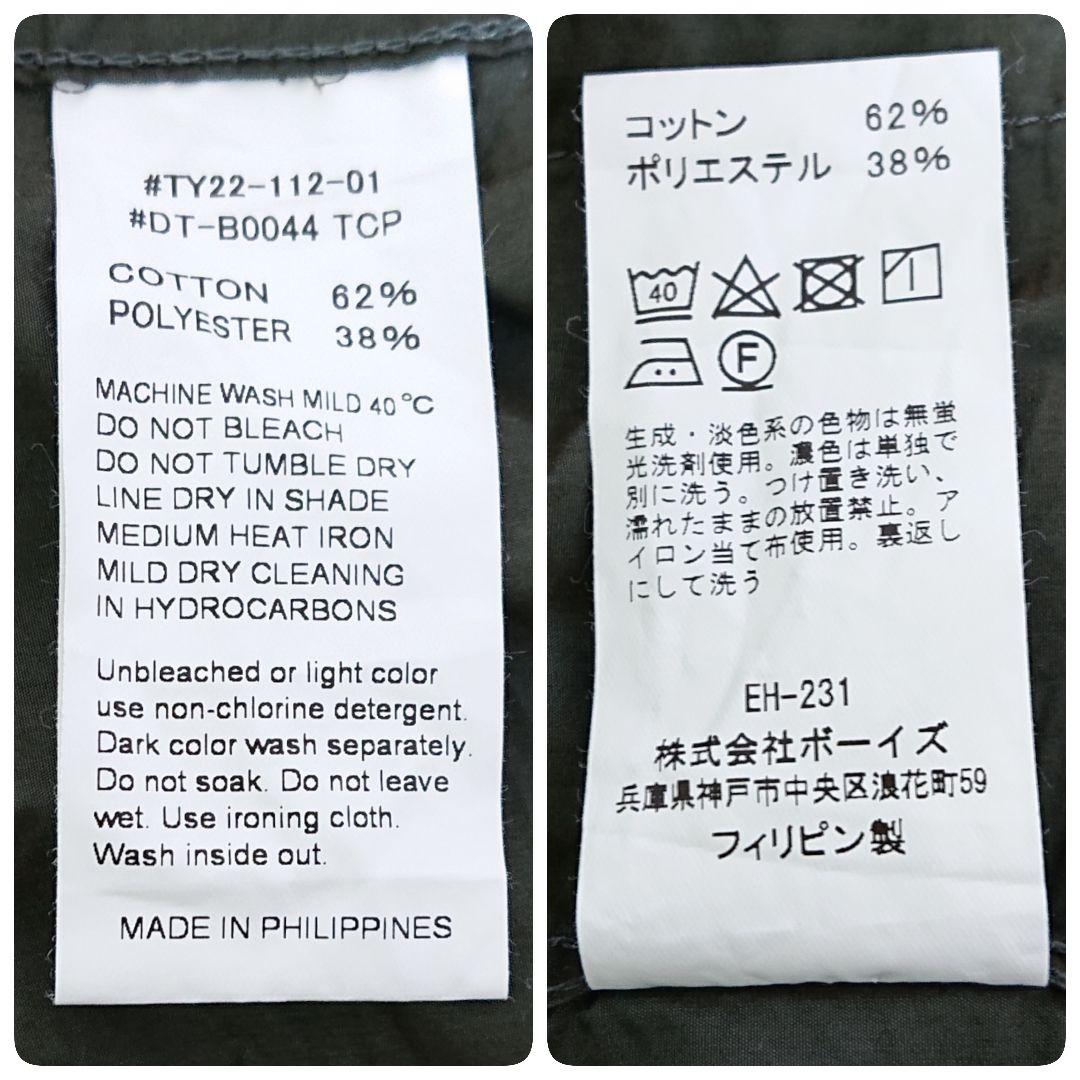 #TY22-112-01
#DT-B0044 TCP
COTTON 62%
POLYESTER 38%
MACHINE WASH MILD 40℃
DO NOT BLEACH
DO NOT TUMBLE DRY
LINE DRY IN SHADE
MEDIUM HEAT IRON
MILD DRY CLEANING
IN HYDROCARBONS
Unbleached or light color
use non-chlorine detergent.
Dark color wash separately.
Do not soak. Do not leave
wet. Use ironing cloth.
Wash inside out.
MADE IN PHILIPPINES
コットン 62%
ポリエステル 38%
40
F
生成・淡色系の色物は無蛍
光洗剤使用。濃色は単独で
別に洗う。つけ置き洗い、
濡れたままの放置禁止。ア
イロン当て布使用。裏返し
にして洗う
EH-231
株式会社ボーイズ
兵庫県神戸市中央区浪花町59
フィリピン製